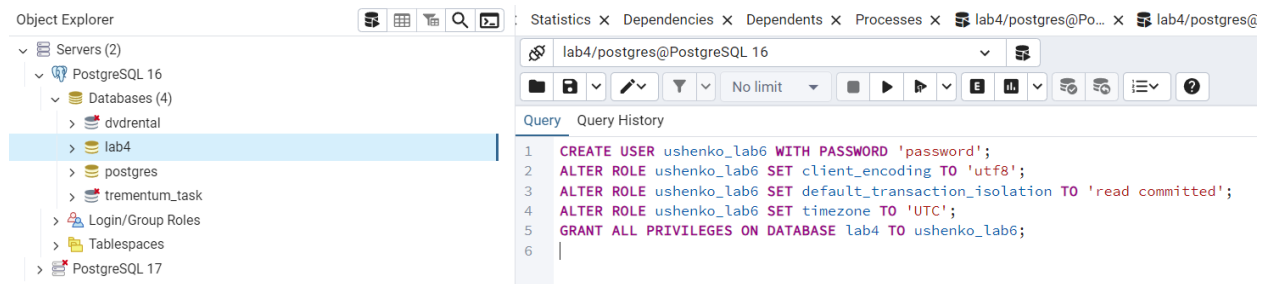 Object Explorer
Servers (2)
PostgreSQL 16
Databases (4)
dvdrental
lab4
postgres
trementum_task
Login/Group Roles
Tablespaces
PostgreSQL 17
Statistics Dependencies Dependents Processes lab4/postgres@Po... lab4/postgres@
lab4/postgres@PostgreSQL 16
No limit E
Query Query History
1 CREATE USER ushenko_lab6 WITH PASSWORD 'password';
2 ALTER ROLE ushenko_lab6 SET client_encoding TO 'utf8';
3 ALTER ROLE ushenko_lab6 SET default_transaction_isolation TO 'read committed';
4 ALTER ROLE ushenko_lab6 SET timezone TO 'UTC';
5 GRANT ALL PRIVILEGES ON DATABASE lab4 TO ushenko_lab6;
6